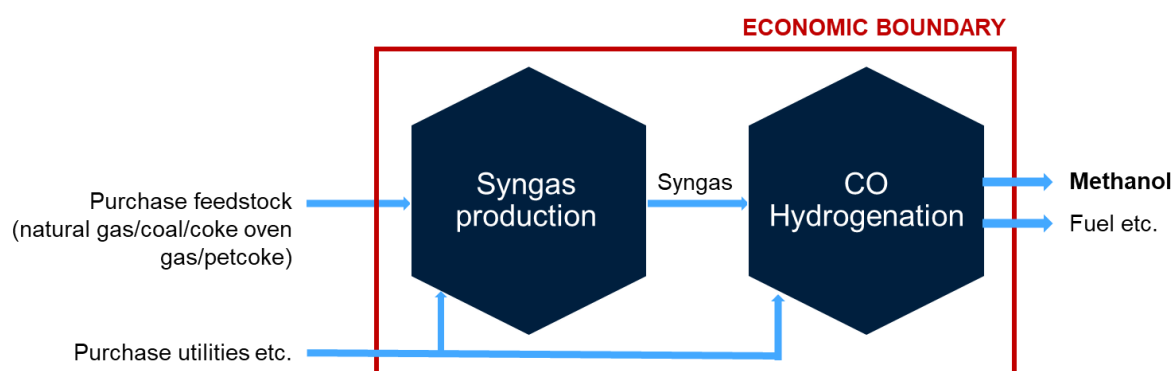 ECONOMIC BOUNDARY
Syngas
production
Syngas
CO
Hydrogenation
Methanol
Fuel etc.
Purchase feedstock
(natural gas/coal/coke oven
gas/petcoke)
Purchase utilities etc.